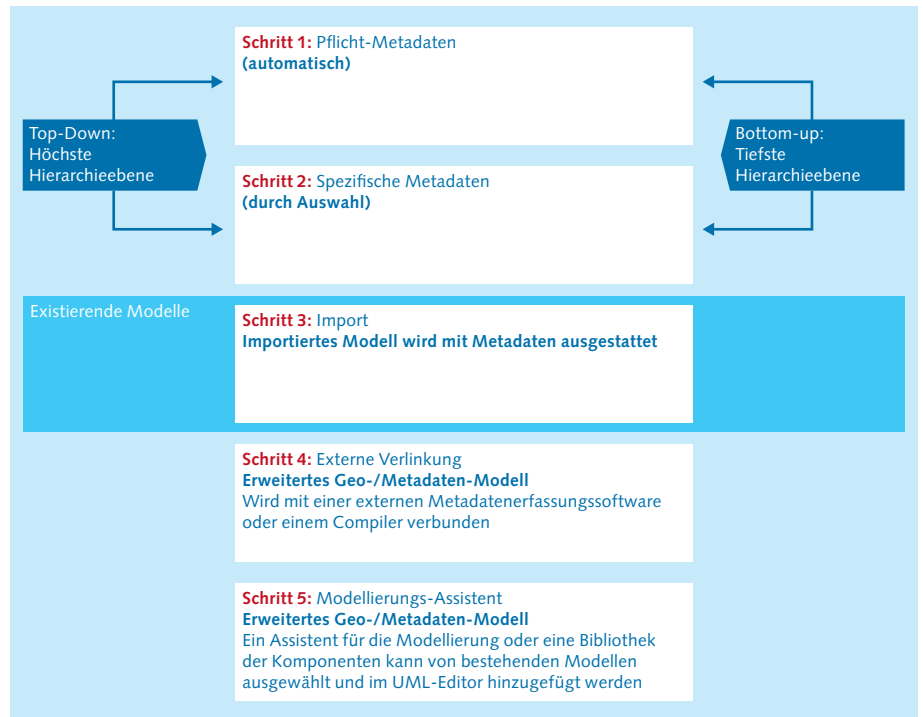 Schritt 1: Pflicht-Metadaten
(automatisch)
Top-Down:
Höchste
Hierarchieebene
Bottom-up:
Tiefste
Hierarchieebene
Schritt 2: Spezifische Metadaten
(durch Auswahl)
Existierende Modelle
Schritt 3: Import
Importiertes Modell wird mit Metadaten ausgestattet
Schritt 4: Externe Verlinkung
Erweitertes Geo-/Metadaten-Modell
Wird mit einer externen Metadatenerfassungssoftware
oder einem Compiler verbunden
Schritt 5: Modellierungs-Assistent
Erweitertes Geo-/Metadaten-Modell
Ein Assistent für die Modellierung oder eine Bibliothek
der Komponenten kann von bestehenden Modellen
ausgewählt und im UML-Editor hinzugefügt werden